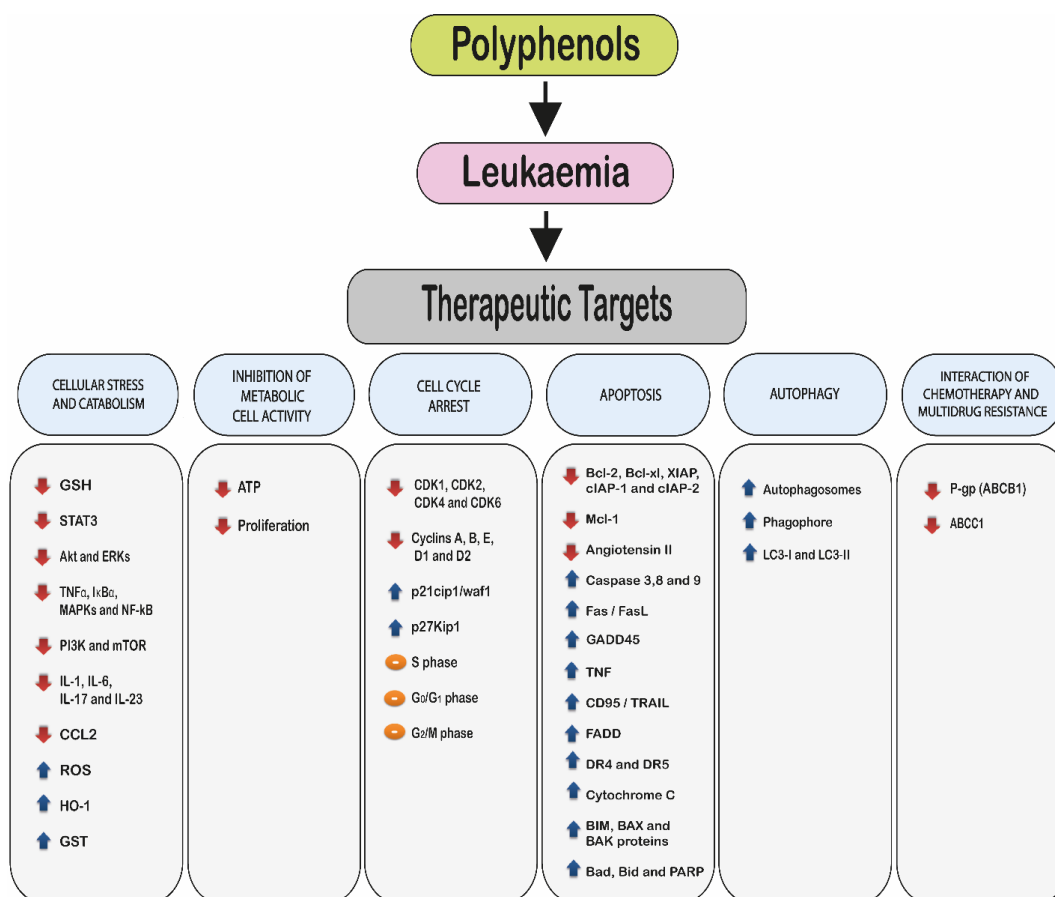 Polyphenols
Leukaemia
Therapeutic Targets
CELLULAR STRESS
AND CATABOLISM
GSH
STAT3
Akt and ERKs
TNFα, IκBα,
MAPKs and NF-kB
PI3K and mTOR
IL-1, IL-6,
IL-17 and IL-23
CCL2
ROS
HO-1
GST
INHIBITION OF
METABOLIC
CELL ACTIVITY
ATP
Proliferation
CELL CYCLE
ARREST
CDK1, CDK2,
CDK4 and CDK6
Cyclins A, B, E,
D1 and D2
p21cip1/waf1
p27Kip1
S phase
G0/G1 phase
G2/M phase
APOPTOSIS
Bcl-2, Bcl-xl, XIAP,
cIAP-1 and cIAP-2
Mcl-1
Angiotensin II
Caspase 3,8 and 9
Fas / FasL
GADD45
TNF
CD95 / TRAIL
FADD
DR4 and DR5
Cytochrome C
BIM, BAX and
BAK proteins
Bad, Bid and PARP
AUTOPHAGY
Autophagosomes
Phagophore
LC3-I and LC3-II
INTERACTION OF
CHEMOTHERAPY AND
MULTIDRUG RESISTANCE
P-gp (ABCB1)
ABCC1